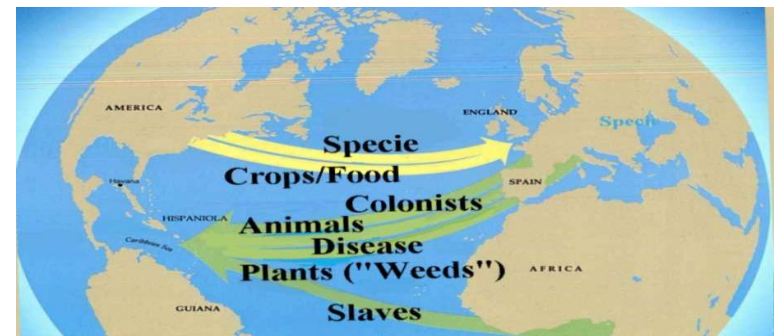 AMERICA
ENGLAND
Specie
Specie
Crops/Food
SPAIN
Havana
Colonists
HISPANIOLA
Animals
Caribbean Sea
Disease
Plants ("Weeds")
AFRICA
GUIANA
Slaves